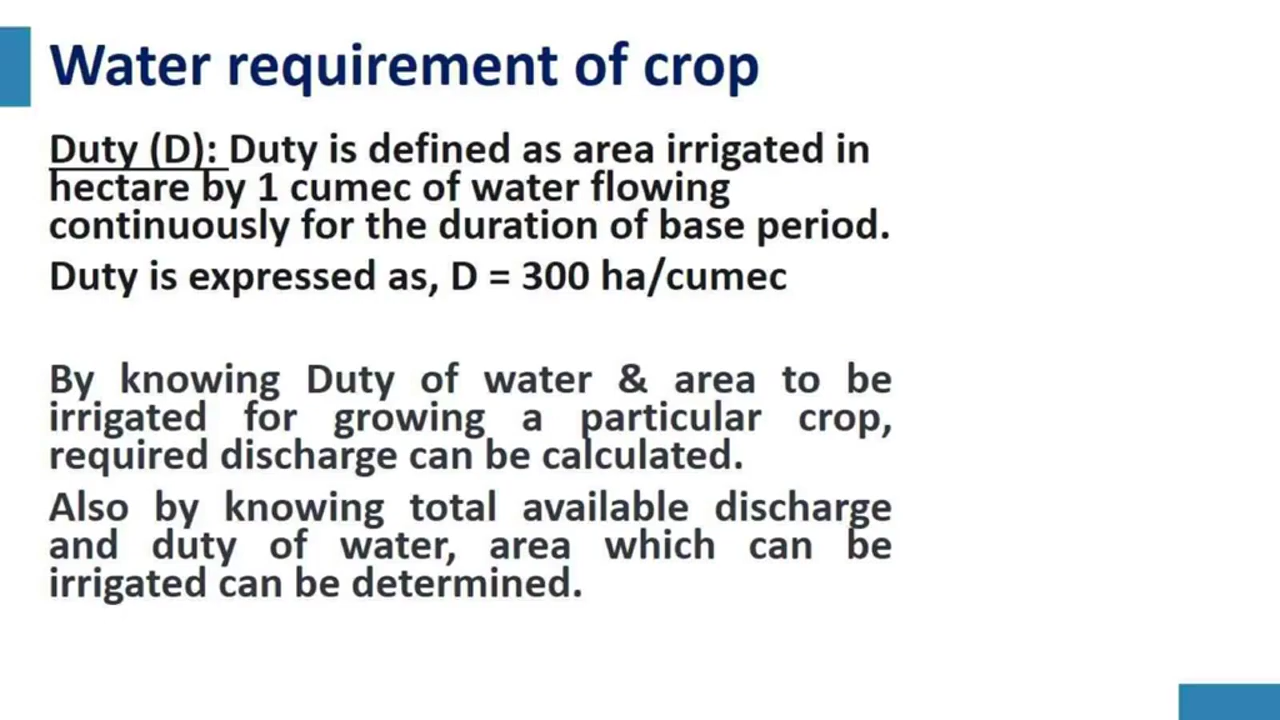 Water requirement of crop
Duty (D): Duty is defined as area irrigated in
hectare by 1 cumec of water flowing
continuously for the duration of base period.
Duty is expressed as, D = 300 ha/cumec
By knowing Duty of water & area to be
irrigated for growing a particular crop,
required discharge can be calculated.
Also by knowing total available discharge
and duty of water, area which can be
irrigated can be determined.